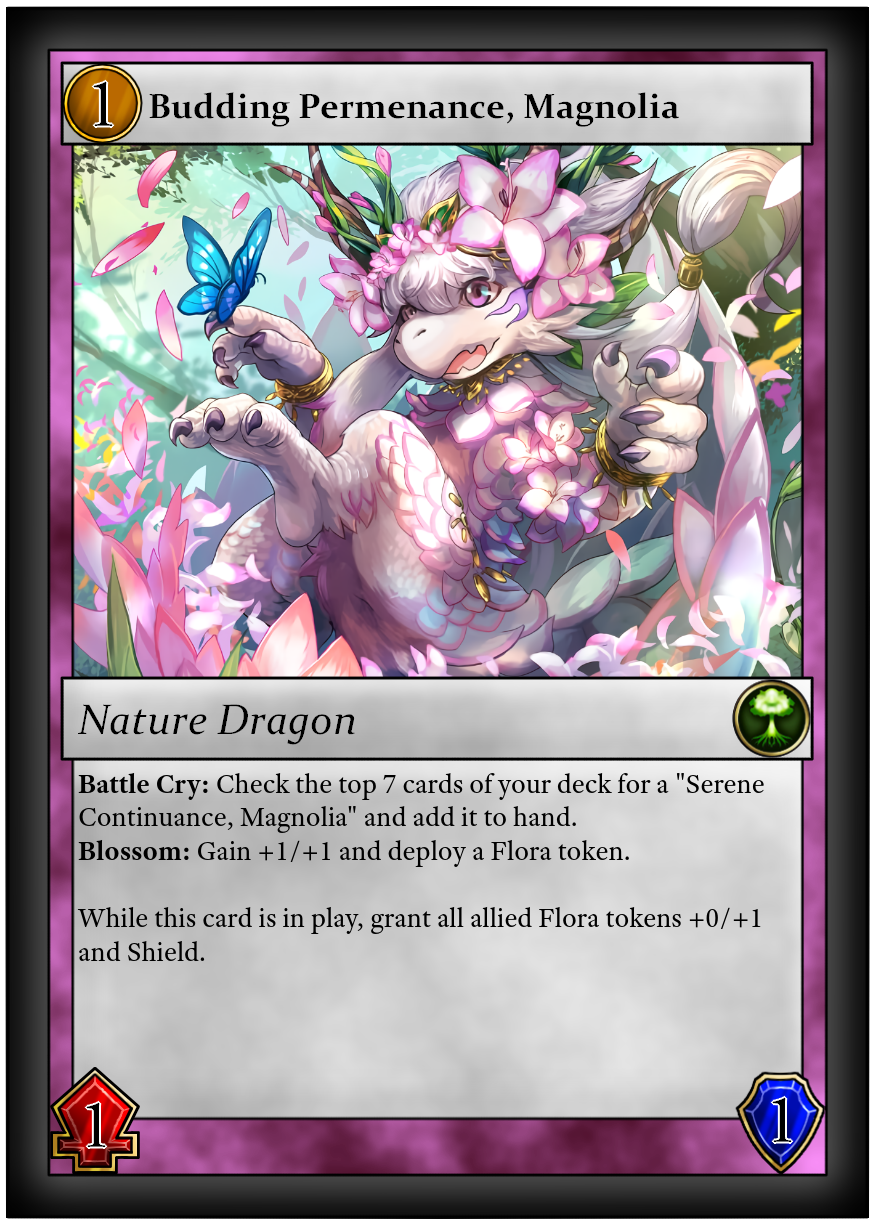 1
Budding Permenance, Magnolia
Nature Dragon
Battle Cry: Check the top 7 cards of your deck for a "Serene
Continuance, Magnolia" and add it to hand.
Blossom: Gain +1/+1 and deploy a Flora token.
While this card is in play, grant all allied Flora tokens +0/+1
and Shield.
1
1